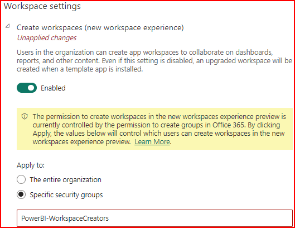 Workspace settings
Create workspaces (new workspace experience)
Unapplied changes
Users in the organization can create app workspaces to collaborate on dashboards,
reports, and other content. Even if this setting is disabled, an upgraded workspace will be
created when a template app is installed.
Enabled
The permission to create workspaces in the new workspaces experience preview is
currently controlled by the permission to create groups in Office 365. By clicking
Apply, the values below will control which users can create workspaces in the new
workspaces experience preview. Learn More.
Apply to:
The entire organization
Specific security groups
PowerBI-WorkspaceCreators